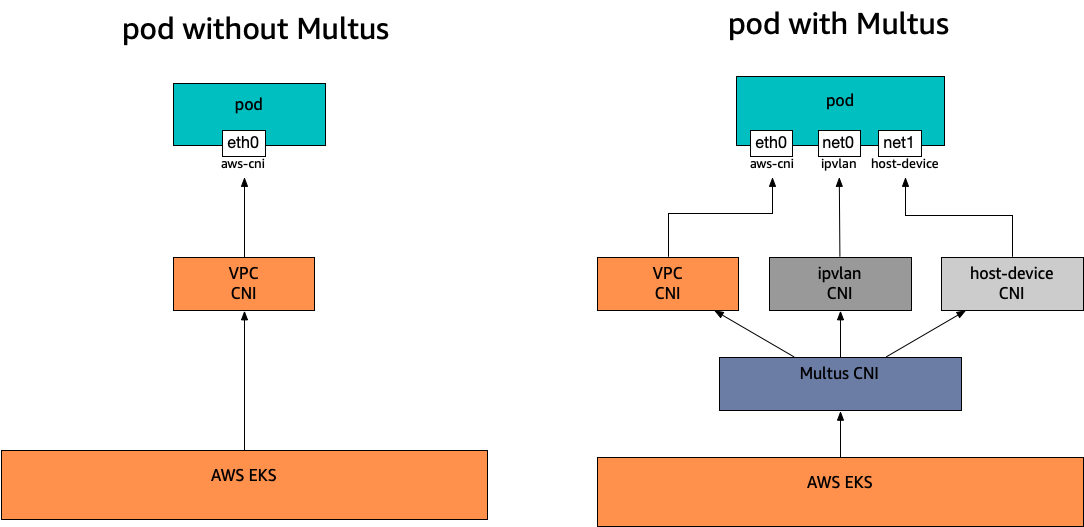 pod without Multus
pod
eth0
aws-cni
VPC
CNI
AWS EKS
pod with Multus
pod
eth0
net0
net1
aws-cni
ipvlan
host-device
VPC
CNI
ipvlan
CNI
host-device
CNI
Multus CNI
AWS EKS